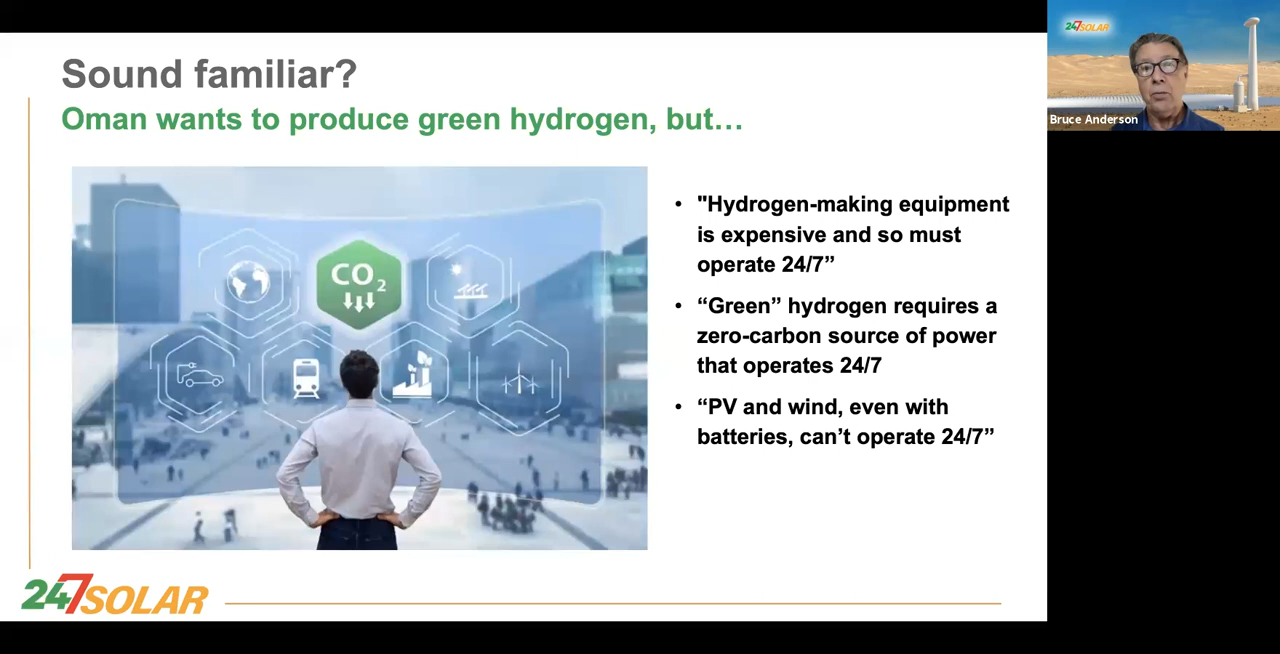 Sound familiar?
Oman wants to produce green hydrogen, but…
CO2
• "Hydrogen-making equipment
is expensive and so must
operate 24/7”
• “Green” hydrogen requires a
zero-carbon source of power
that operates 24/7
• “PV and wind, even with
batteries, can’t operate 24/7”
247SOLAR
247SOLAR
Bruce Anderson